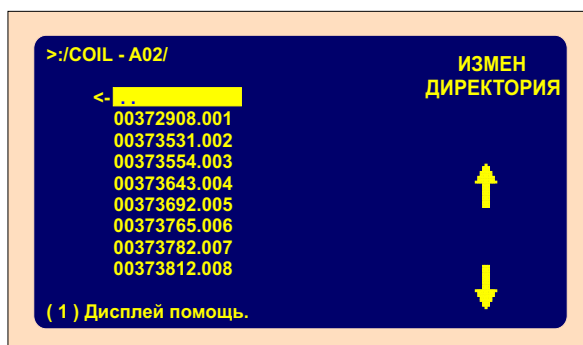 >:/COIL - A02/
ИЗМЕН
ДИРЕКТОРИЯ
<- . .
00372908.001
00373531.002
00373554.003
00373643.004
00373692.005
00373765.006
00373782.007
00373812.008
( 1 ) Дисплей помощь.